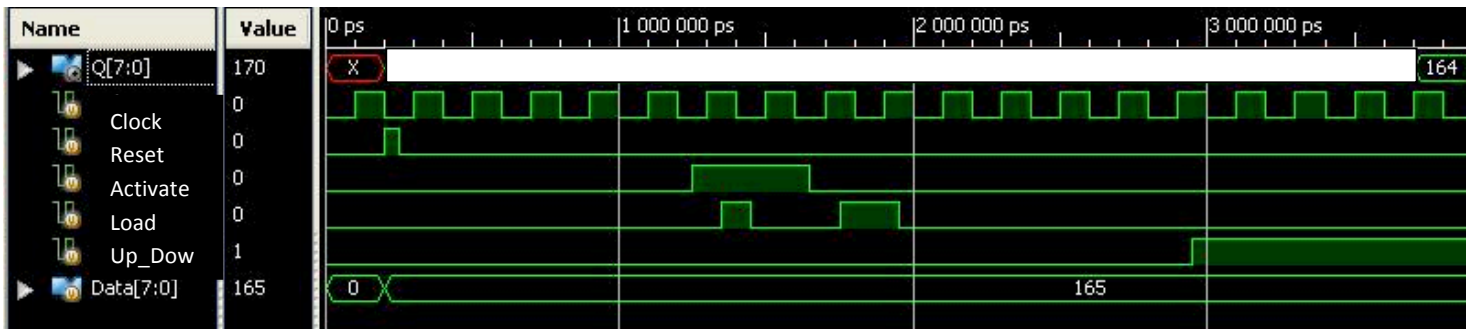 Name Value 0 ps 1 000 000 ps 2 000 000 ps 3 000 000 ps
Q[7:0] 170 X 164
Clock 0
Reset 0
Activate 0
Load 0
Up_Dow 1
Data[7:0] 165 0 165